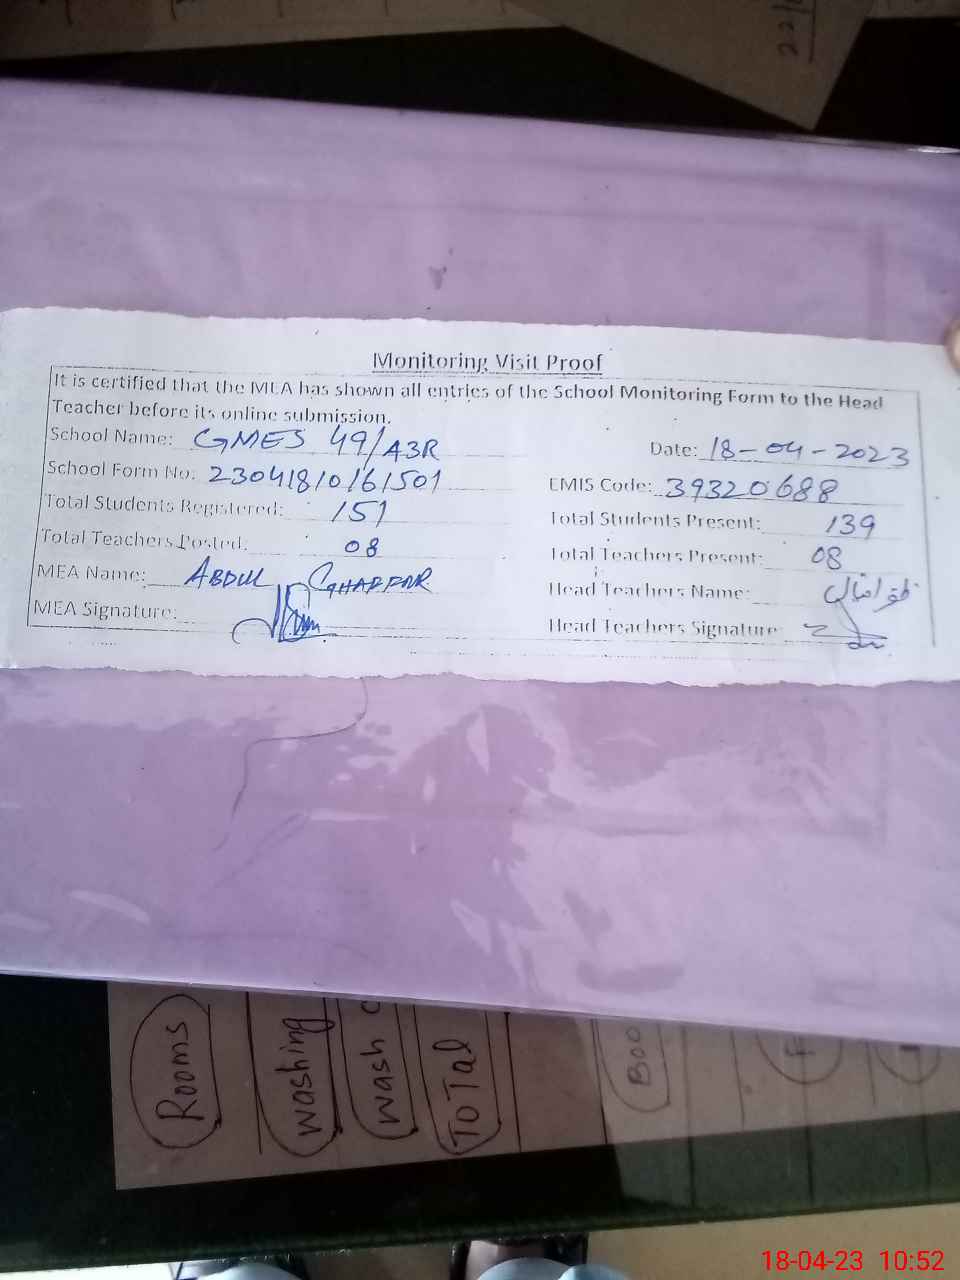 22/
Monitoring Visit Proof
It is certified that the MEA has shown all entries of the School Monitoring Form to the Head
Teacher before its online submission.
School Name: GMES 49/A3R Date: 18-04-2023
School Form No: 23041810161501 EMIS Code: 39320688
Total Students Registered: 151 Total Students Present: 139
Total Teachers Posted: 08 Total Teachers Present: 08
MEA Name: ABDUL GHAFFAR Head Teachers Name:
MEA Signature: Head Teachers Signature:
Rooms
washing
wash
ToTal
Boo
F
18-04-23 10:52